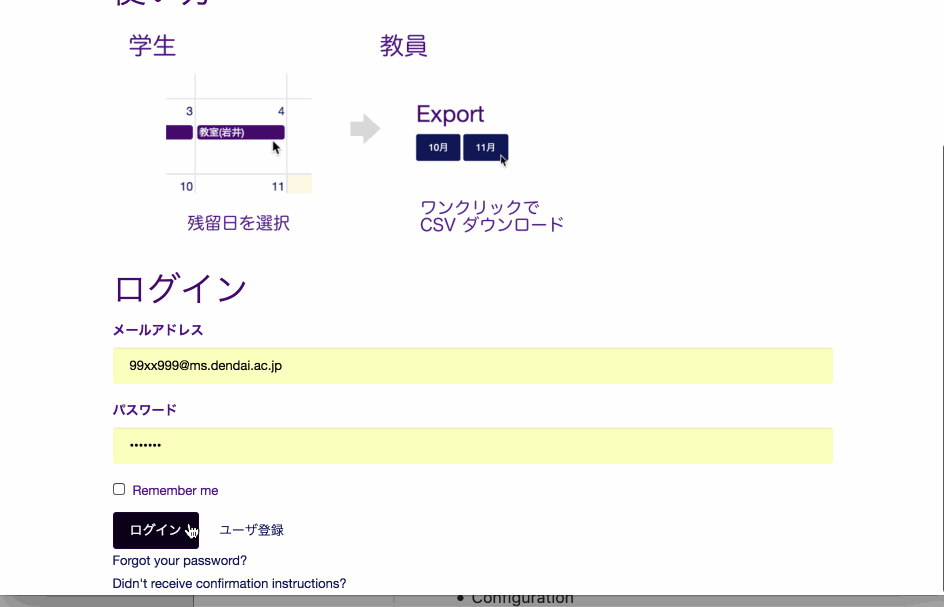 使い方
学生
教員
3
4
教室(岩井)
10
11
残留日を選択
Export
10月
11月
ワンクリックで
CSV ダウンロード
ログイン
メールアドレス
99xx999@ms.dendai.ac.jp
パスワード
•••••••
Remember me
ログイン
ユーザ登録
Forgot your password?
Didn't receive confirmation instructions?
• Configuration